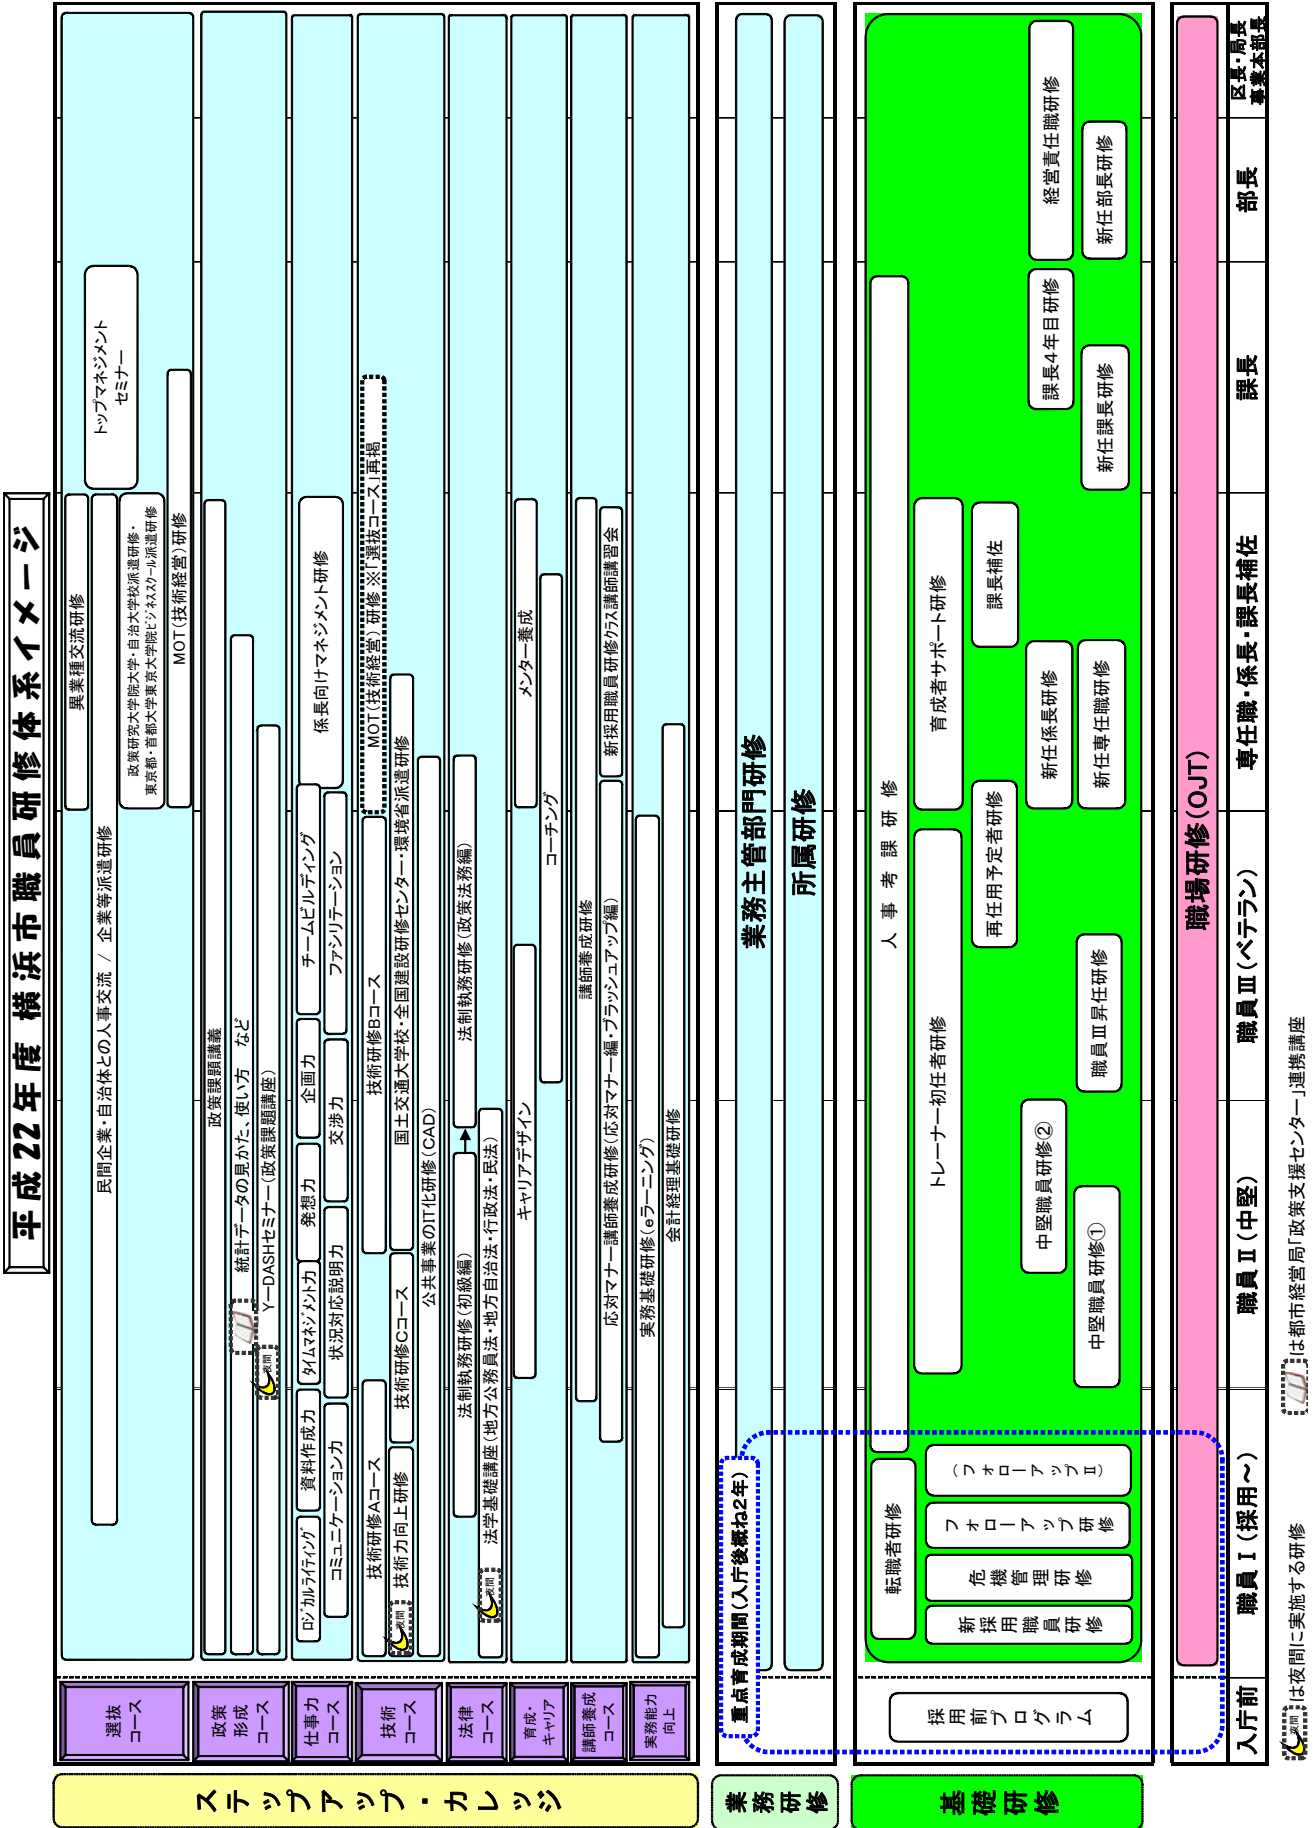 平成22年度 横浜市職員研修体系イメージ
ステップアップ・カレッジ
選抜
コース
異業種交流研修
民間企業・自治体との人事交流 / 企業等派遣研修
トップマネジメント
セミナー
政策研究大学院大学・自治大学校派遣研修・
東京都・首都大学東京大学院ビジネススクール派遣研修
MOT(技術経営)研修
政策
形成
コース
政策課題講義
統計データの見かた、使い方 など
夜間
Y-DASHセミナー(政策課題講座)
仕事力
コース
ロジカルライティング
資料作成力
タイムマネジメント力
発想力
企画力
チームビルディング
係長向けマネジメント研修
コミュニケーション力
状況対応説明力
交渉力
ファシリテーション
技術
コース
技術研修Aコース
技術研修Bコース
MOT(技術経営)研修 ※「選抜コース」再掲
夜間
技術力向上研修
技術研修Cコース
国土交通大学校・全国建設研修センター・環境省派遣研修
公共事業のIT化研修(CAD)
法律
コース
法制執務研修(初級編)
法制執務研修(政策法務編)
夜間
法学基礎講座(地方公務員法・地方自治法・行政法・民法)
育成・
キャリア
キャリアデザイン
メンター養成
コーチング
講師養成
コース
講師養成研修
応対マナー講師養成研修(応対マナー編・ブラッシュアップ編)
新採用職員研修クラス講師講習会
実務能力
向上
実務基礎研修(eラーニング)
会計経理基礎研修
業務研修
重点育成期間(入庁後概ね2年)
業務主管部門研修
所属研修
基礎研修
採用前プログラム
転職者研修
人事考課研修
新採用職員研修
危機管理研修
フォローアップ研修
(フォローアップⅡ)
トレーナー初任者研修
育成者サポート研修
再任用予定者研修
課長補佐
中堅職員研修②
新任係長研修
課長4年目研修
経営責任職研修
中堅職員研修①
職員Ⅲ昇任研修
新任専任職研修
新任課長研修
新任部長研修
職場研修(OJT)
入庁前
職員Ⅰ(採用～)
職員Ⅱ(中堅)
職員Ⅲ(ベテラン)
専任職・係長・課長補佐
課長
部長
区長・局長
事業本部長
夜間
は夜間に実施する研修
は都市経営局「政策支援センター」連携講座